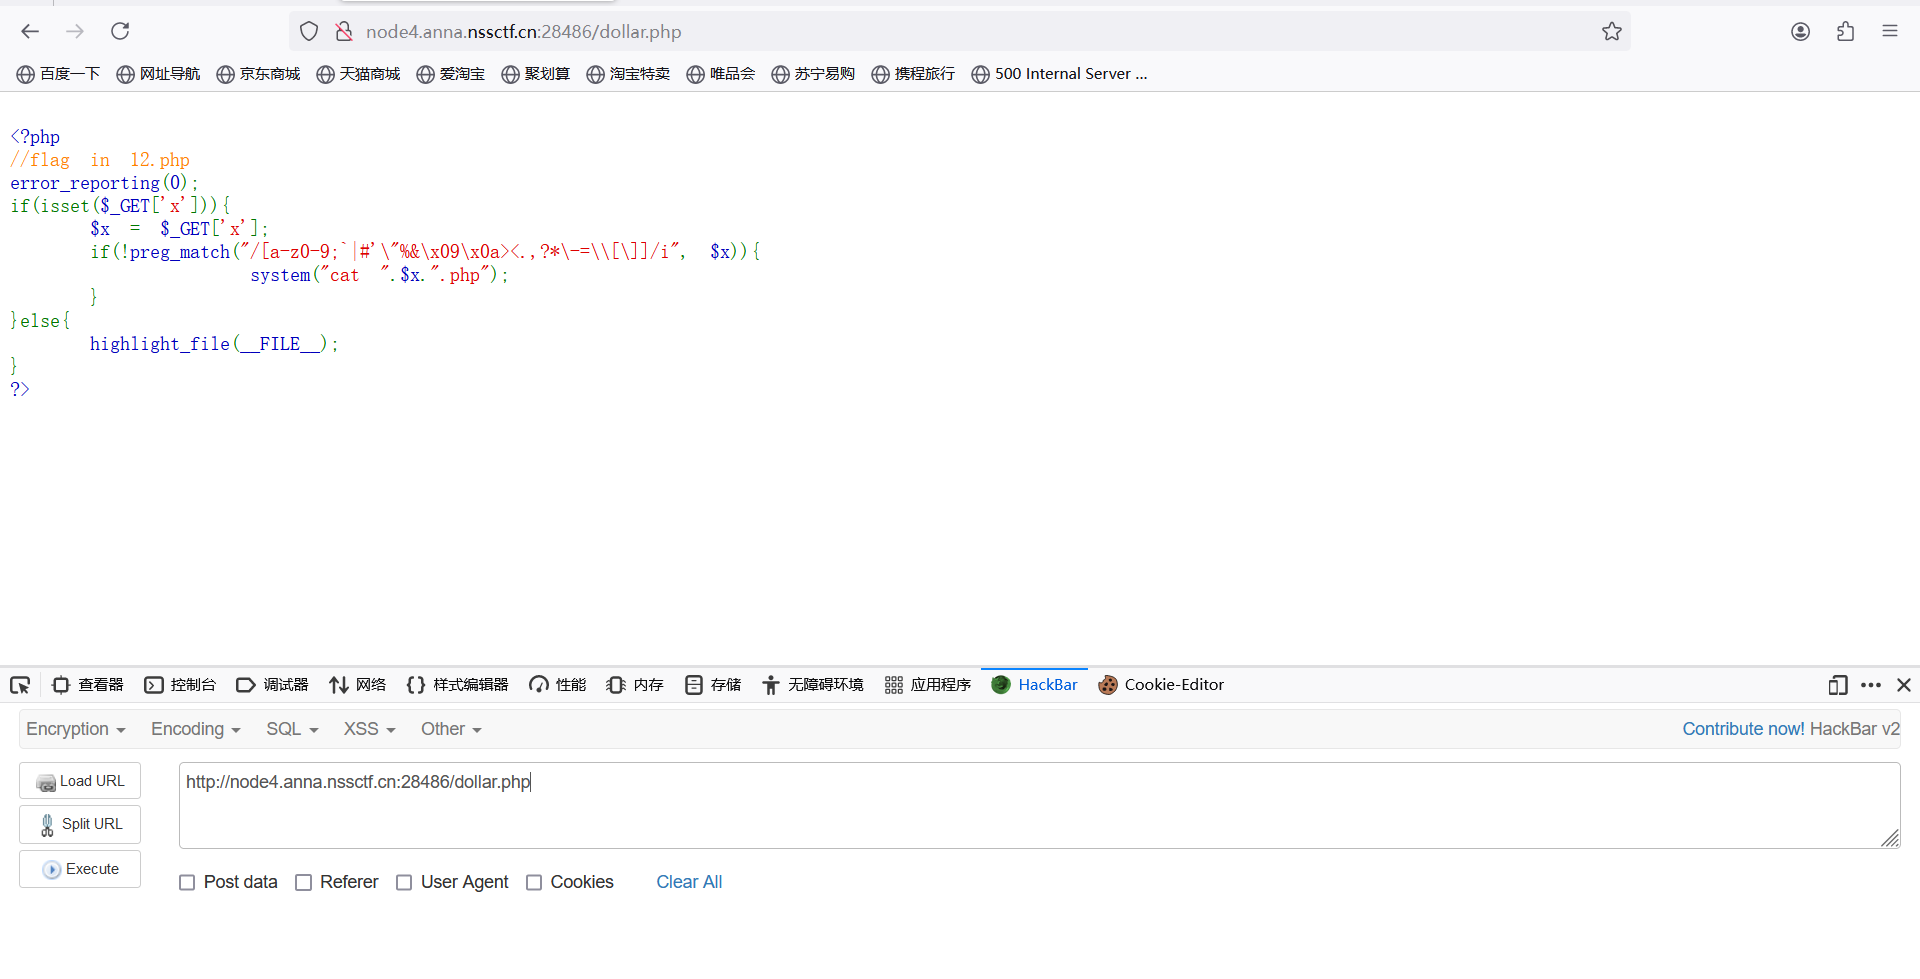 node4.anna.nssctf.cn:28486/dollar.php
百度一下 网址导航 京东商城 天猫商城 爱淘宝 聚划算 淘宝特卖 唯品会 苏宁易购 携程旅行 500 Internal Server ...
<?php
//flag in 12.php
error_reporting(0);
if(isset($_GET['x'])){
$x = $_GET['x'];
if(!preg_match("/[a-z0-9;`|#'\"%&\x09\x0a><.,?*\-=\\[\]]/i", $x)){
system("cat ".$x.".php");
}
}else{
highlight_file(__FILE__);
}
?>
查看器 控制台 调试器 网络 样式编辑器 性能 内存 存储 无障碍环境 应用程序 HackBar Cookie-Editor
Encryption Encoding SQL XSS Other Contribute now! HackBar v2
Load URL http://node4.anna.nssctf.cn:28486/dollar.php
Split URL
Execute
Post data Referer User Agent Cookies Clear All